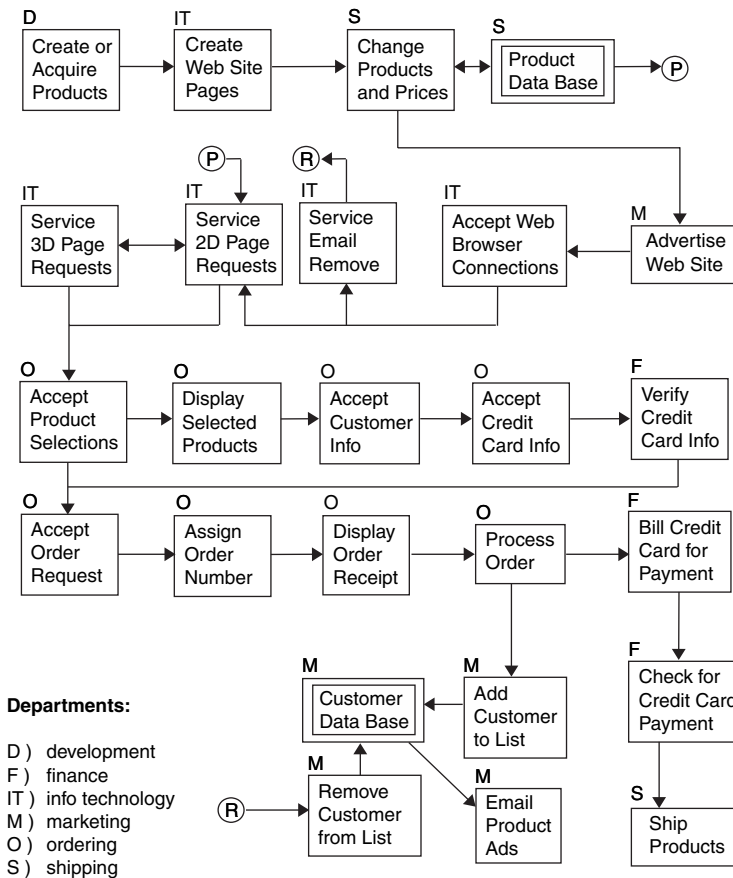 D
Create or
Acquire
Products
IT
Create
Web Site
Pages
S
Change
Products
and Prices
S
Product
Data Base
P
IT
Service
3D Page
Requests
P
IT
Service
2D Page
Requests
R
IT
Service
Email
Remove
IT
Accept Web
Browser
Connections
M
Advertise
Web Site
O
Accept
Product
Selections
O
Display
Selected
Products
O
Accept
Customer
Info
O
Accept
Credit
Card Info
F
Verify
Credit
Card Info
O
Accept
Order
Request
O
Assign
Order
Number
O
Display
Order
Receipt
O
Process
Order
F
Bill Credit
Card for
Payment
M
Customer
Data Base
M
Add
Customer
to List
F
Check for
Credit Card
Payment
R
M
Remove
Customer
from List
M
Email
Product
Ads
S
Ship
Products
Departments:
D ) development
F ) finance
IT ) info technology
M ) marketing
O ) ordering
S ) shipping